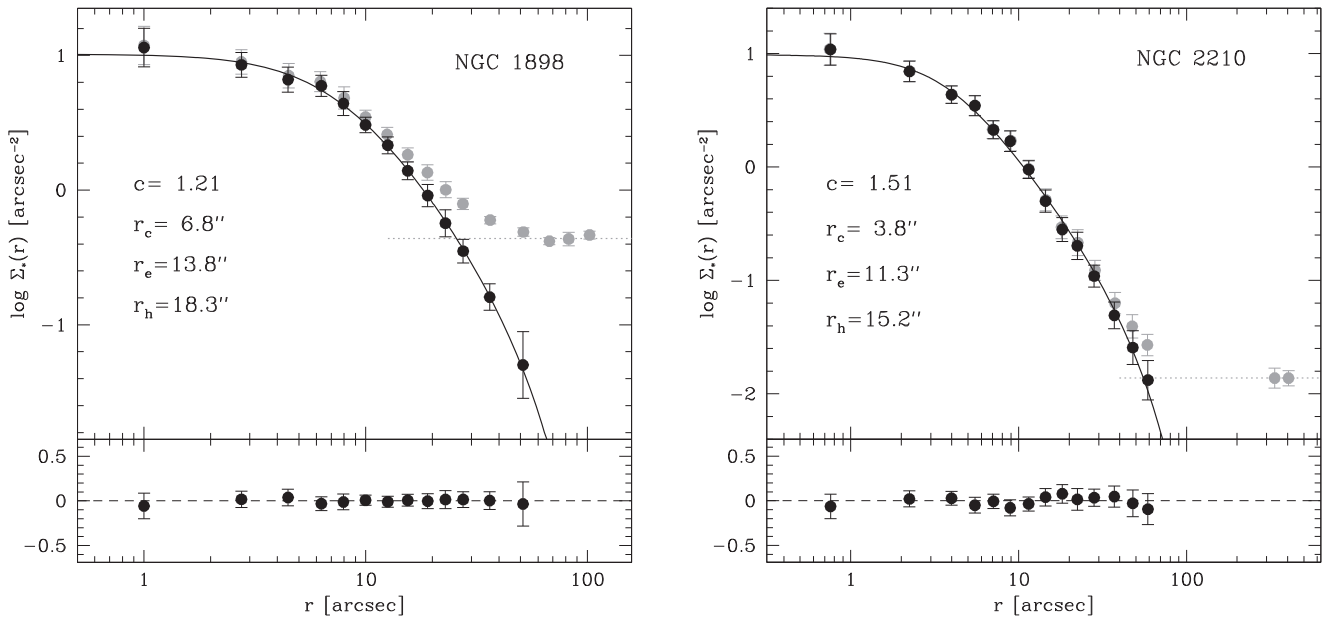 NGC 1898
c= 1.21
r_c= 6.8″
r_e=13.8″
r_h=18.3″
log Σ_*(r) [arcsec⁻²]
1
0
−1
0.5
0
−0.5
1
10
100
r [arcsec]
NGC 2210
c= 1.51
r_c= 3.8″
r_e=11.3″
r_h=15.2″
log Σ_*(r) [arcsec⁻²]
1
0
−1
−2
0.5
0
−0.5
1
10
100
r [arcsec]